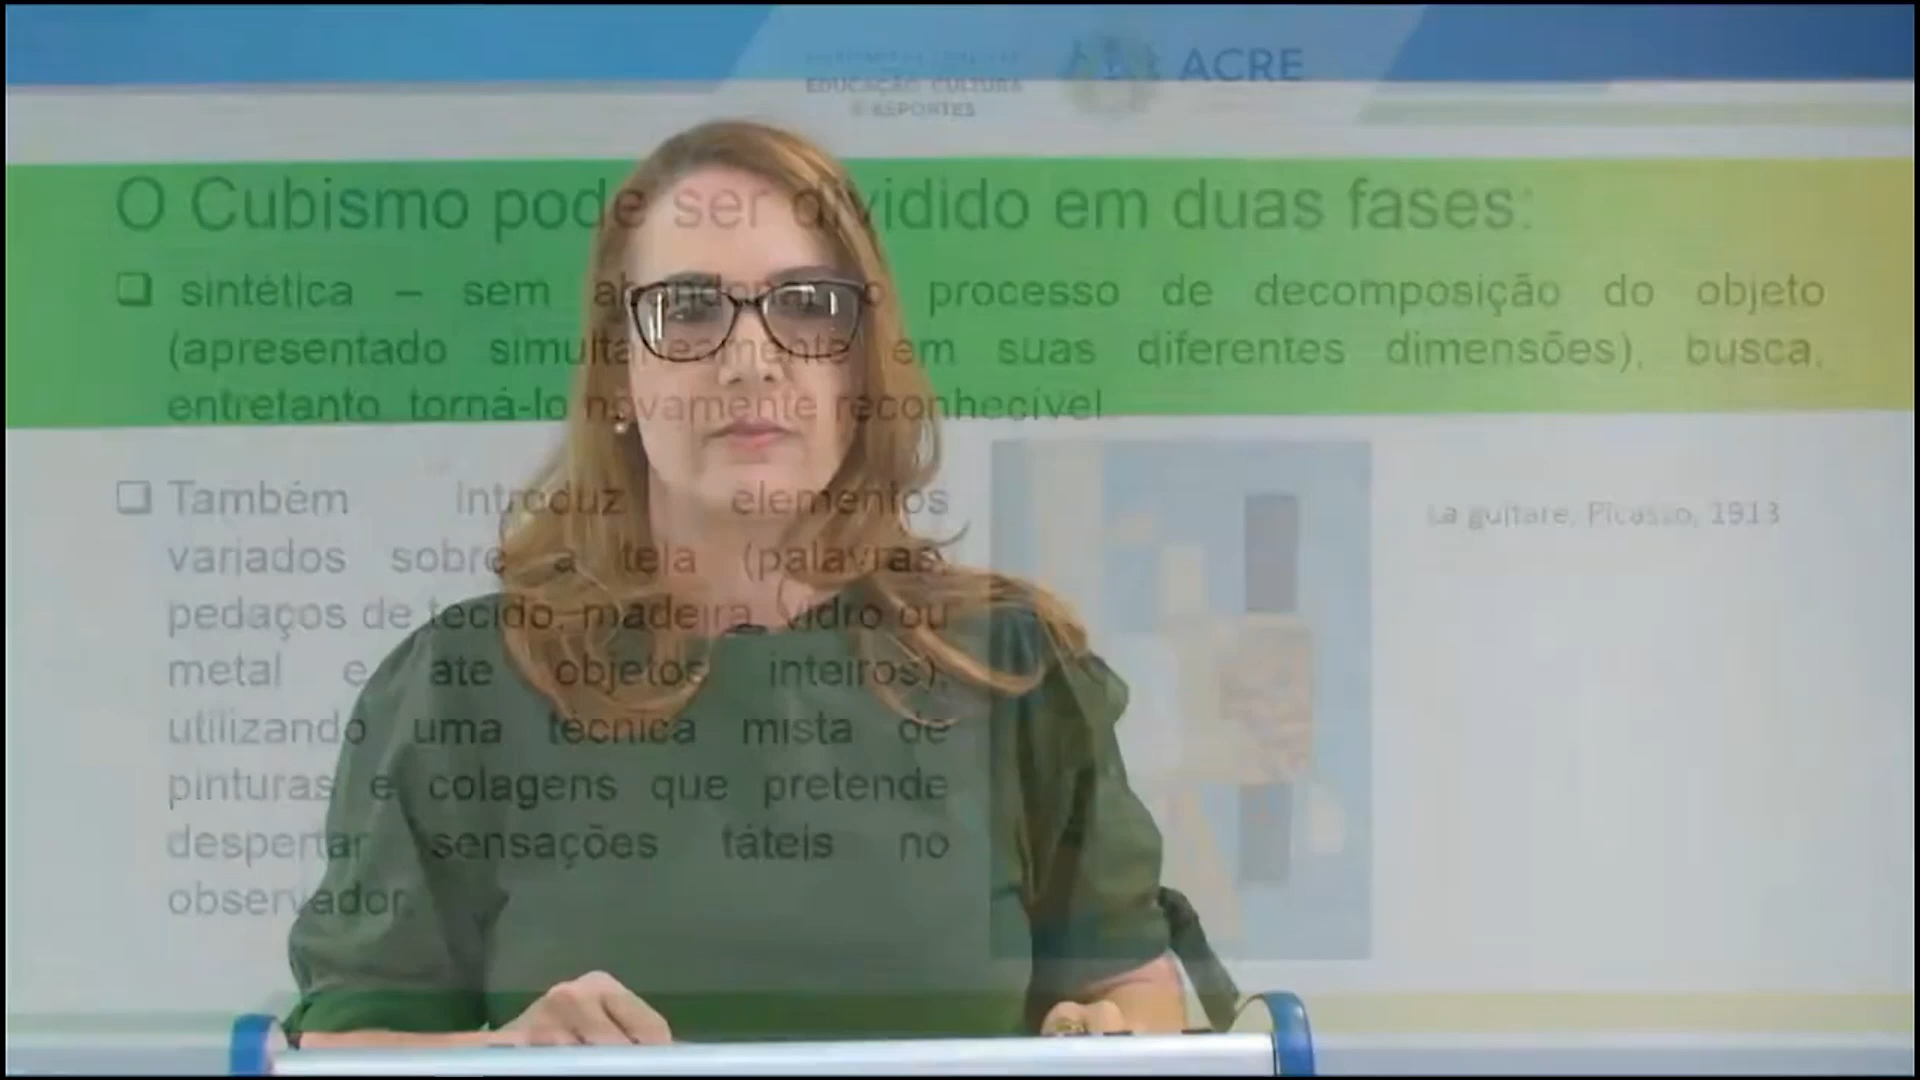 EDUCAÇÃO CULTURA
E ESPORTES
ACRE
O Cubismo pode ser dividido em duas fases:
❑ sintética – sem abandonar o processo de decomposição do objeto
(apresentado simultaneamente em suas diferentes dimensões), busca,
entretanto torná-lo novamente reconhecível.
❑ Também Introduz elementos
variados sobre a tela (palavras,
pedaços de tecido, madeira, vidro ou
metal e até objetos inteiros),
utilizando uma técnica mista de
pinturas e colagens que pretende
despertar sensações táteis no
observador.
La guitare, Picasso, 1913